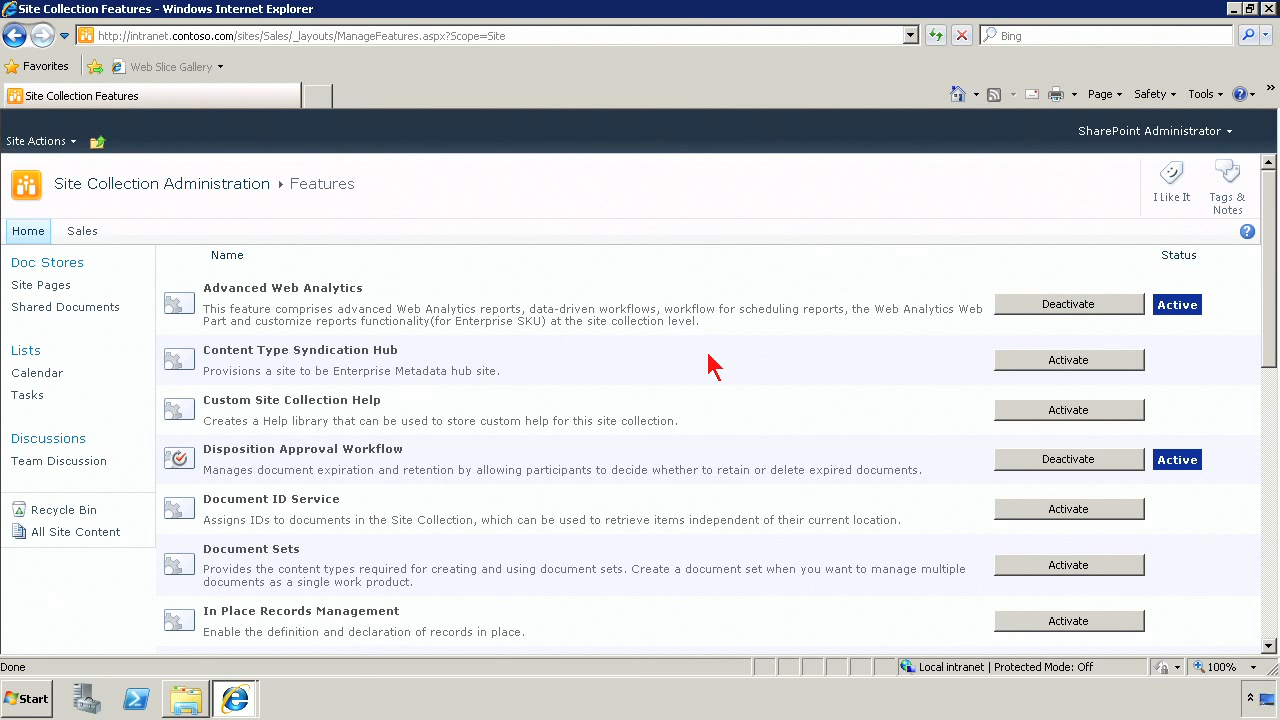 Site Collection Features - Windows Internet Explorer
http://intranet.contoso.com/sites/Sales/_layouts/ManageFeatures.aspx?Scope=Site
Bing
Favorites
Web Slice Gallery
Site Collection Features
Page
Safety
Tools
Site Actions
SharePoint Administrator
Site Collection Administration
Features
I Like It
Tags &
Notes
Home
Sales
Doc Stores
Site Pages
Shared Documents
Lists
Calendar
Tasks
Discussions
Team Discussion
Recycle Bin
All Site Content
Name
Status
Advanced Web Analytics
This feature comprises advanced Web Analytics reports, data-driven workflows, workflow for scheduling reports, the Web Analytics Web
Part and customize reports functionality(for Enterprise SKU) at the site collection level.
Deactivate
Active
Content Type Syndication Hub
Provisions a site to be Enterprise Metadata hub site.
Activate
Custom Site Collection Help
Creates a Help library that can be used to store custom help for this site collection.
Activate
Disposition Approval Workflow
Manages document expiration and retention by allowing participants to decide whether to retain or delete expired documents.
Deactivate
Active
Document ID Service
Assigns IDs to documents in the Site Collection, which can be used to retrieve items independent of their current location.
Activate
Document Sets
Provides the content types required for creating and using document sets. Create a document set when you want to manage multiple
documents as a single work product.
Activate
In Place Records Management
Enable the definition and declaration of records in place.
Activate
Done
Local intranet | Protected Mode: Off
100%
Start